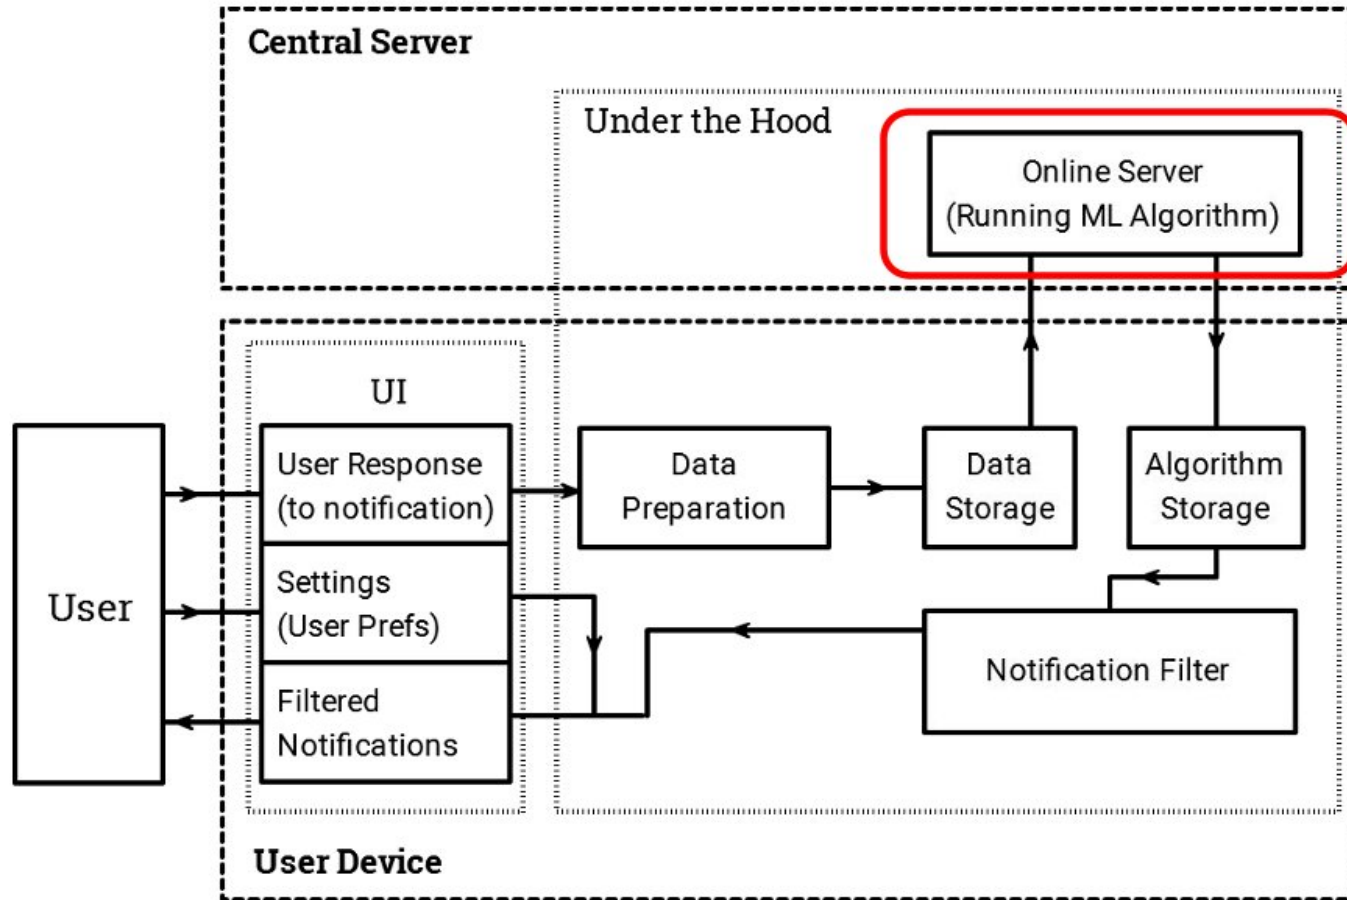 Central Server
Under the Hood
Online Server
(Running ML Algorithm)
UI
User
User Response
(to notification)
Settings
(User Prefs)
Filtered
Notifications
Data
Preparation
Data
Storage
Algorithm
Storage
Notification Filter
User Device